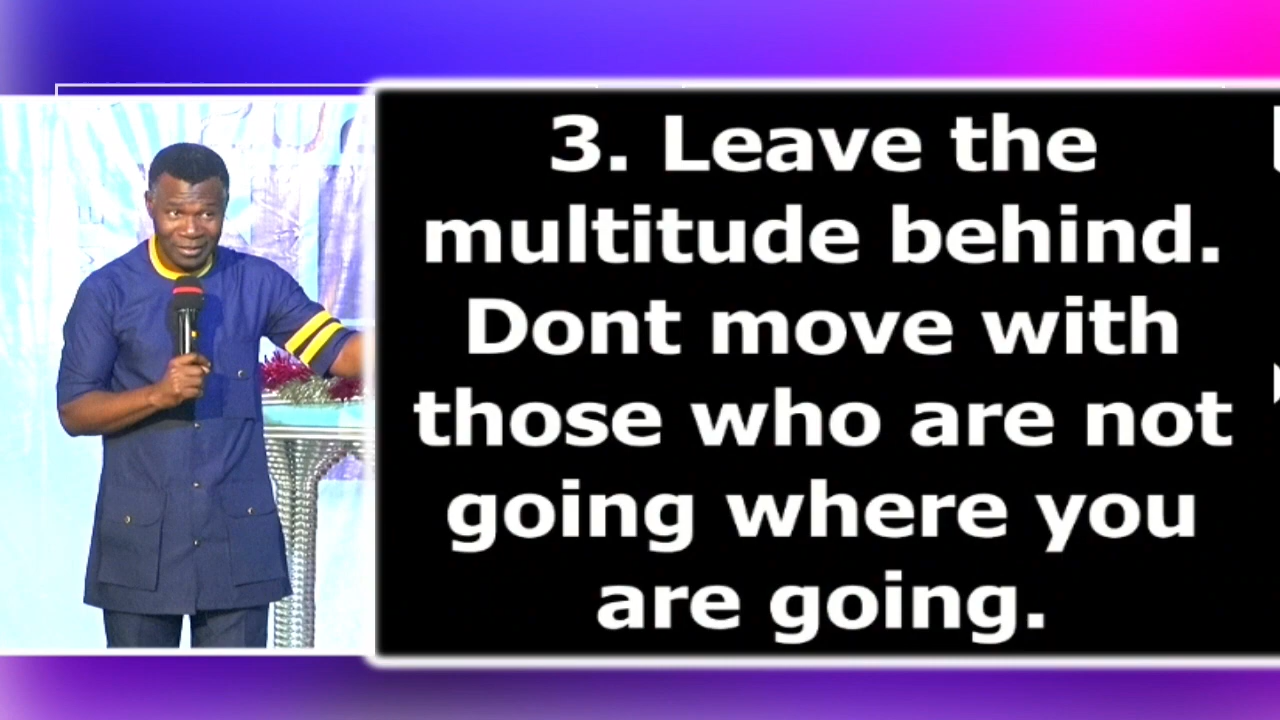 3. Leave the
multitude behind.
Dont move with
those who are not
going where you
are going.